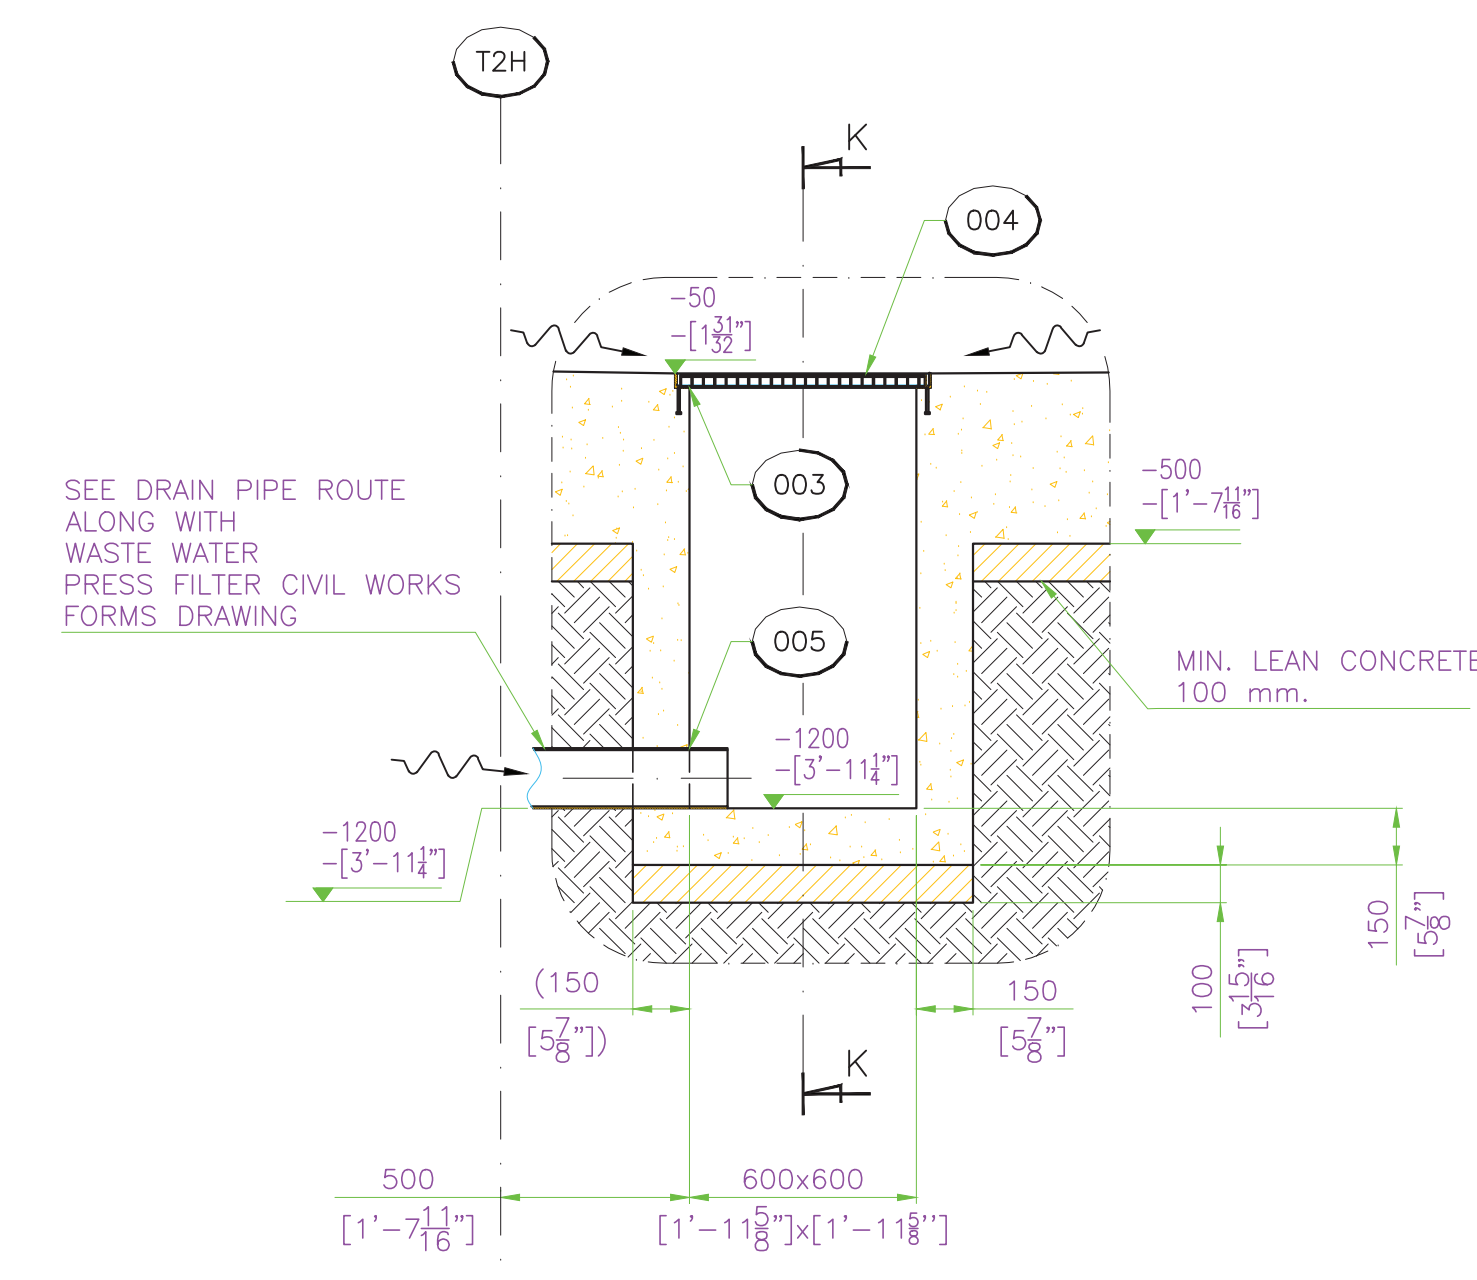 T2H
K
004
-50
-[1 31/32"]
003
-500
-[1'-7 11/16"]
SEE DRAIN PIPE ROUTE
ALONG WITH
WASTE WATER
PRESS FILTER CIVIL WORKS
FORMS DRAWING
005
MIN. LEAN CONCRETE
100 mm.
-1200
-[3'-11 1/4"]
-1200
-[3'-11 1/4"]
150
[5 7/8"]
100
[3 15/16"]
(150
[5 7/8"])
150
[5 7/8"]
K
500
[1'-7 11/16"]
600x600
[1'-11 5/8"]x[1'-11 5/8'']